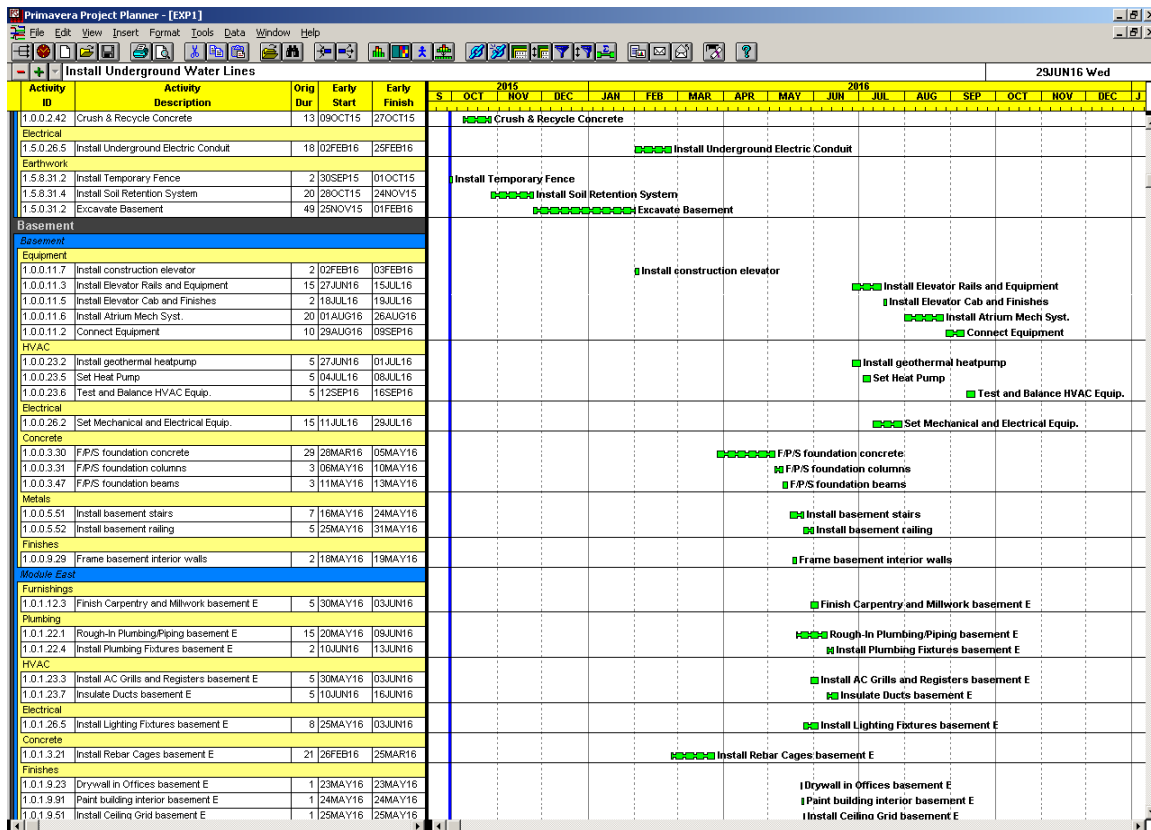 Primavera Project Planner - [EXP1]
File Edit View Insert Format Tools Data Window Help
Install Underground Water Lines 29JUN16 Wed
Activity ID Activity Description Orig Dur Early Start Early Finish
2015 2016
S OCT NOV DEC JAN FEB MAR APR MAY JUN JUL AUG SEP OCT NOV DEC J
1.0.0.2.42 Crush & Recycle Concrete 13 09OCT15 27OCT15 Crush & Recycle Concrete
Electrical
1.5.0.26.5 Install Underground Electric Conduit 18 02FEB16 25FEB16 Install Underground Electric Conduit
Earthwork
1.5.8.31.2 Install Temporary Fence 2 30SEP15 01OCT15 Install Temporary Fence
1.5.8.31.4 Install Soil Retention System 20 28OCT15 24NOV15 Install Soil Retention System
1.5.0.31.2 Excavate Basement 49 25NOV15 01FEB16 Excavate Basement
Basement
Basement
Equipment
1.0.0.11.7 Install construction elevator 2 02FEB16 03FEB16 Install construction elevator
1.0.0.11.3 Install Elevator Rails and Equipment 15 27JUN16 15JUL16 Install Elevator Rails and Equipment
1.0.0.11.5 Install Elevator Cab and Finishes 2 18JUL16 19JUL16 Install Elevator Cab and Finishes
1.0.0.11.6 Install Atrium Mech Syst. 20 01AUG16 26AUG16 Install Atrium Mech Syst.
1.0.0.11.2 Connect Equipment 10 29AUG16 09SEP16 Connect Equipment
HVAC
1.0.0.23.2 Install geothermal heatpump 5 27JUN16 01JUL16 Install geothermal heatpump
1.0.0.23.5 Set Heat Pump 5 04JUL16 08JUL16 Set Heat Pump
1.0.0.23.6 Test and Balance HVAC Equip. 5 12SEP16 16SEP16 Test and Balance HVAC Equip.
Electrical
1.0.0.26.2 Set Mechanical and Electrical Equip. 15 11JUL16 29JUL16 Set Mechanical and Electrical Equip.
Concrete
1.0.0.3.30 F/P/S foundation concrete 29 28MAR16 05MAY16 F/P/S foundation concrete
1.0.0.3.31 F/P/S foundation columns 3 06MAY16 10MAY16 F/P/S foundation columns
1.0.0.3.47 F/P/S foundation beams 3 11MAY16 13MAY16 F/P/S foundation beams
Metals
1.0.0.5.51 Install basement stairs 7 16MAY16 24MAY16 Install basement stairs
1.0.0.5.52 Install basement railing 5 25MAY16 31MAY16 Install basement railing
Finishes
1.0.0.9.29 Frame basement interior walls 2 18MAY16 19MAY16 Frame basement interior walls
Module East
Furnishings
1.0.1.12.3 Finish Carpentry and Millwork basement E 5 30MAY16 03JUN16 Finish Carpentry and Millwork basement E
Plumbing
1.0.1.22.1 Rough-In Plumbing/Piping basement E 15 20MAY16 09JUN16 Rough-In Plumbing/Piping basement E
1.0.1.22.4 Install Plumbing Fixtures basement E 2 10JUN16 13JUN16 Install Plumbing Fixtures basement E
HVAC
1.0.1.23.3 Install AC Grills and Registers basement E 5 30MAY16 03JUN16 Install AC Grills and Registers basement E
1.0.1.23.7 Insulate Ducts basement E 5 10JUN16 16JUN16 Insulate Ducts basement E
Electrical
1.0.1.26.5 Install Lighting Fixtures basement E 8 25MAY16 03JUN16 Install Lighting Fixtures basement E
Concrete
1.0.1.3.21 Install Rebar Cages basement E 21 26FEB16 25MAR16 Install Rebar Cages basement E
Finishes
1.0.1.9.23 Drywall in Offices basement E 1 23MAY16 23MAY16 Drywall in Offices basement E
1.0.1.9.91 Paint building interior basement E 1 24MAY16 24MAY16 Paint building interior basement E
1.0.1.9.51 Install Ceiling Grid basement E 1 25MAY16 25MAY16 Install Ceiling Grid basement E